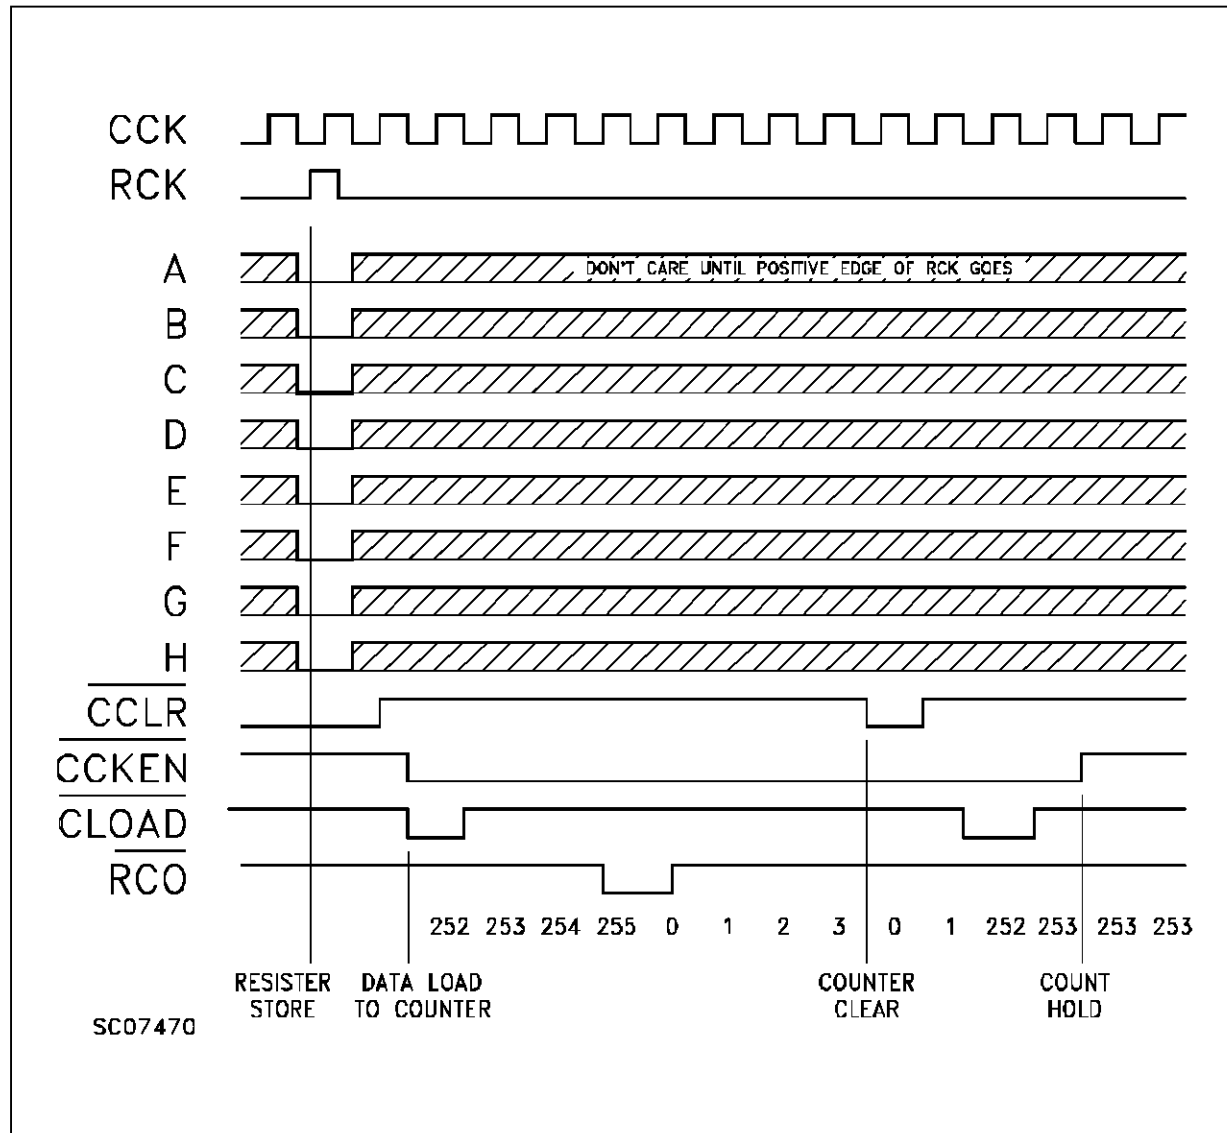 CCK
RCK
A
DON'T CARE UNTIL POSITIVE EDGE OF RCK GOES
B
C
D
E
F
G
H
CCLR
CCKEN
CLOAD
RCO
252 253 254 255 0 1 2 3 0 1 252 253 253 253
RESISTER STORE
DATA LOAD TO COUNTER
COUNTER CLEAR
COUNT HOLD
SC07470